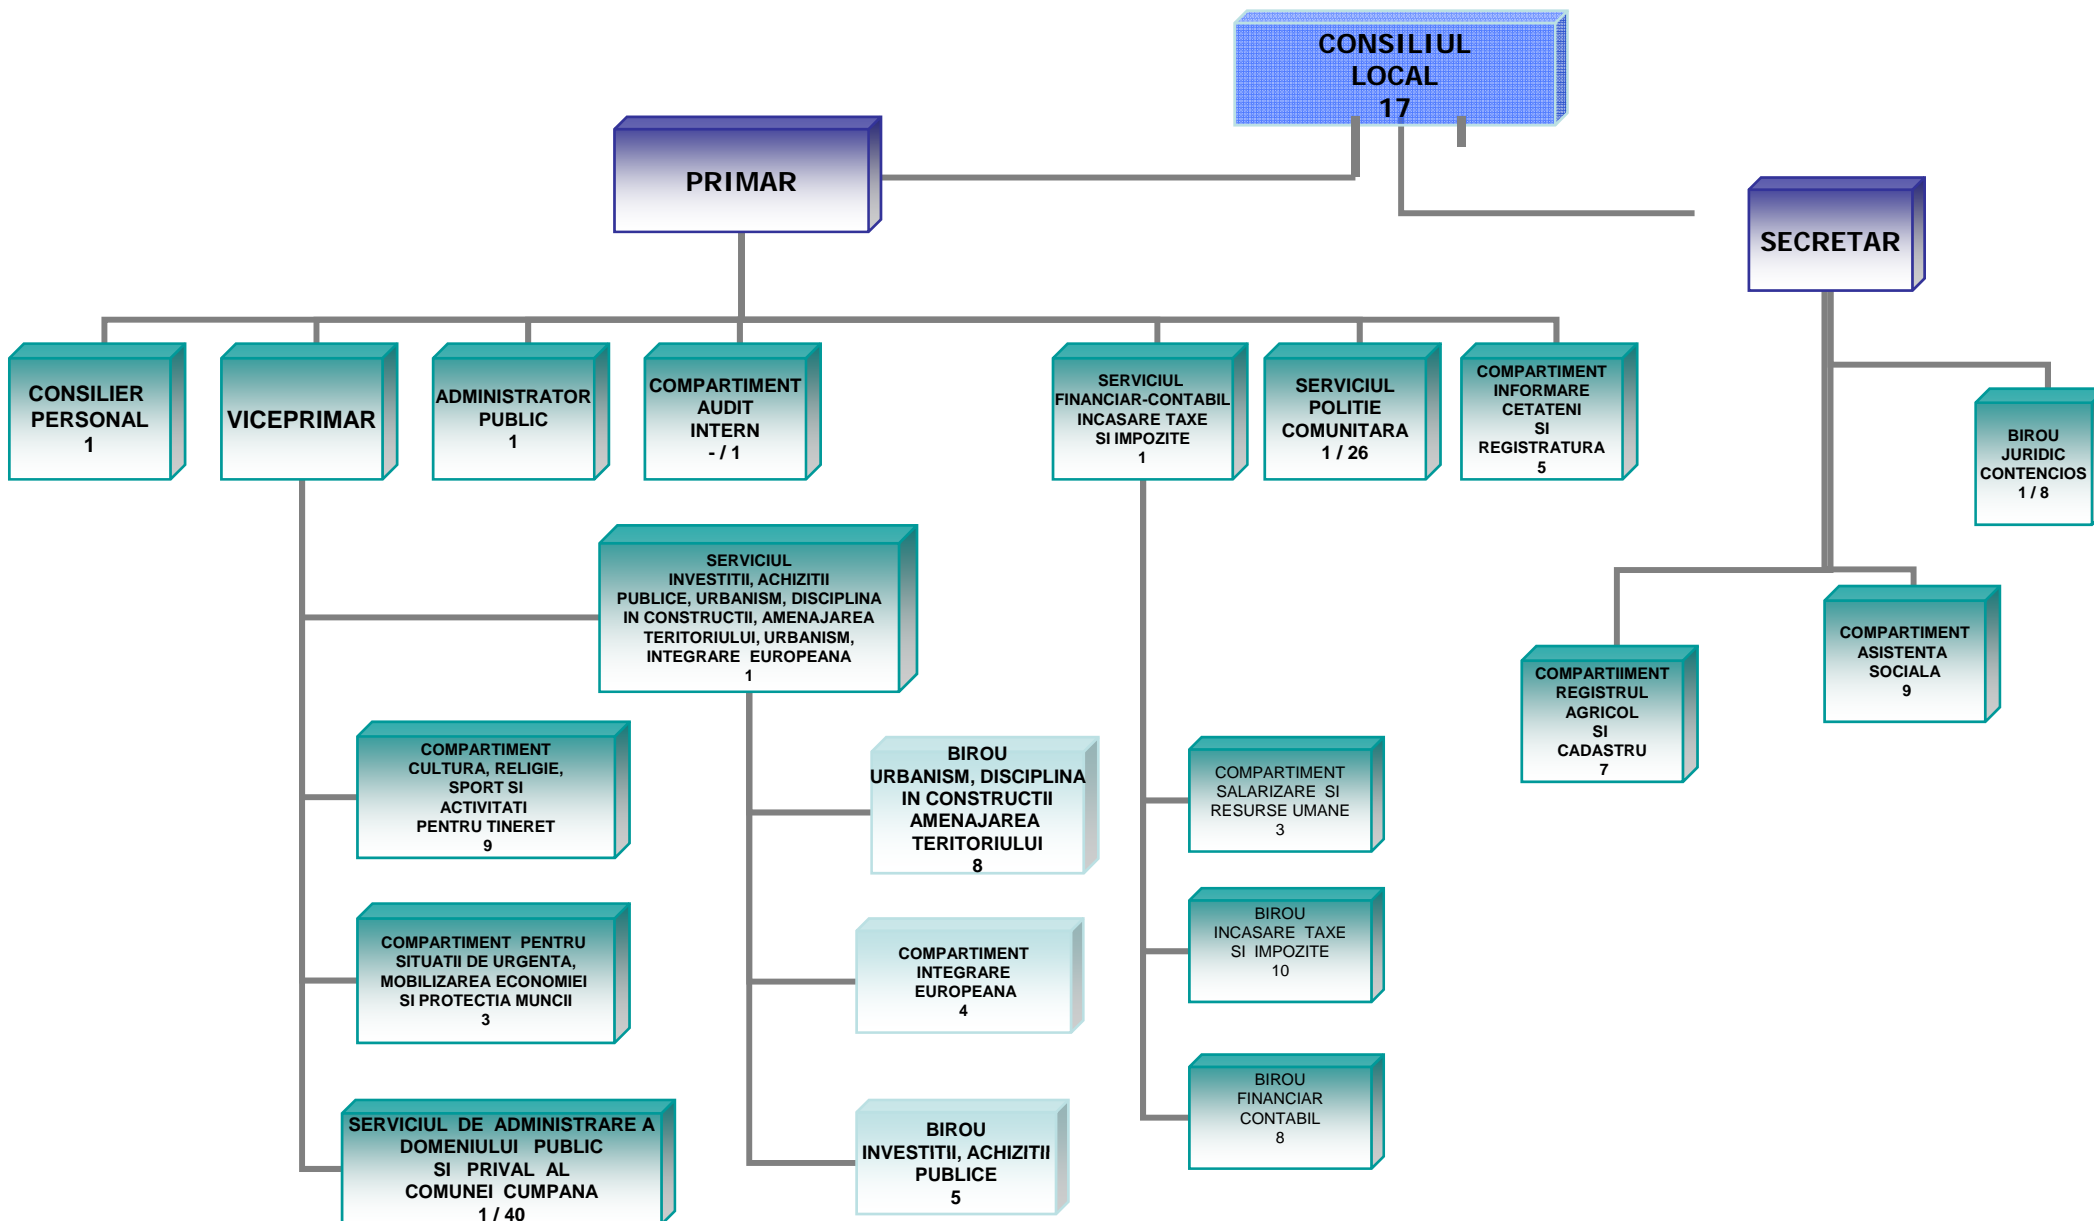 CONSILIUL
LOCAL
17
PRIMAR
SECRETAR
CONSILIER
PERSONAL
1
VICEPRIMAR
ADMINISTRATOR
PUBLIC
1
COMPARTIMENT
AUDIT
INTERN
- / 1
SERVICIUL
FINANCIAR-CONTABIL
INCASARE TAXE
SI IMPOZITE
1
SERVICIUL
POLITIE
COMUNITARA
1 / 26
COMPARTIMENT
INFORMARE
CETATENI
SI
REGISTRATURA
5
BIROU
JURIDIC
CONTENCIOS
1 / 8
SERVICIUL
INVESTITII, ACHIZITII
PUBLICE, URBANISM, DISCIPLINA
IN CONSTRUCTII, AMENAJAREA
TERITORIULUI, URBANISM,
INTEGRARE EUROPEANA
1
COMPARTIMENT
ASISTENTA
SOCIALA
9
COMPARTIIMENT
REGISTRUL
AGRICOL
SI
CADASTRU
7
COMPARTIMENT
CULTURA, RELIGIE,
SPORT SI
ACTIVITATI
PENTRU TINERET
9
BIROU
URBANISM, DISCIPLINA
IN CONSTRUCTII
AMENAJAREA
TERITORIULUI
8
COMPARTIMENT
SALARIZARE SI
RESURSE UMANE
3
COMPARTIMENT PENTRU
SITUATII DE URGENTA,
MOBILIZAREA ECONOMIEI
SI PROTECTIA MUNCII
3
COMPARTIMENT
INTEGRARE
EUROPEANA
4
BIROU
INCASARE TAXE
SI IMPOZITE
10
SERVICIUL DE ADMINISTRARE A
DOMENIULUI PUBLIC
SI PRIVAL AL
COMUNEI CUMPANA
1 / 40
BIROU
INVESTITII, ACHIZITII
PUBLICE
5
BIROU
FINANCIAR
CONTABIL
8